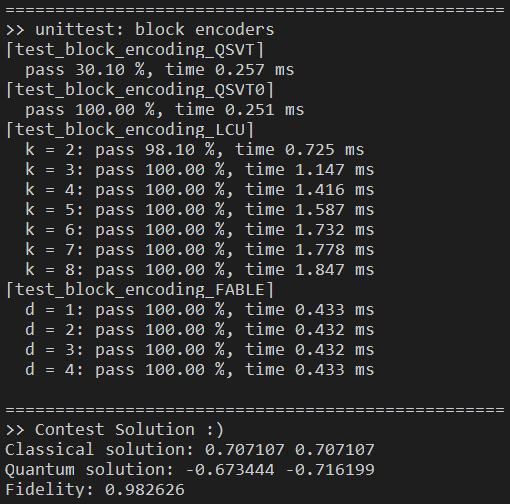 ==================================================
>> unittest: block encoders
⌈test_block_encoding_QSVT⌉
  pass 30.10 %, time 0.257 ms
⌈test_block_encoding_QSVT0⌉
  pass 100.00 %, time 0.251 ms
⌈test_block_encoding_LCU⌉
  k = 2: pass 98.10 %, time 0.725 ms
  k = 3: pass 100.00 %, time 1.147 ms
  k = 4: pass 100.00 %, time 1.416 ms
  k = 5: pass 100.00 %, time 1.587 ms
  k = 6: pass 100.00 %, time 1.732 ms
  k = 7: pass 100.00 %, time 1.778 ms
  k = 8: pass 100.00 %, time 1.847 ms
⌈test_block_encoding_FABLE⌉
  d = 1: pass 100.00 %, time 0.433 ms
  d = 2: pass 100.00 %, time 0.432 ms
  d = 3: pass 100.00 %, time 0.432 ms
  d = 4: pass 100.00 %, time 0.433 ms
==================================================
>> Contest Solution :)
Classical solution: 0.707107 0.707107
Quantum solution: -0.673444 -0.716199
Fidelity: 0.982626